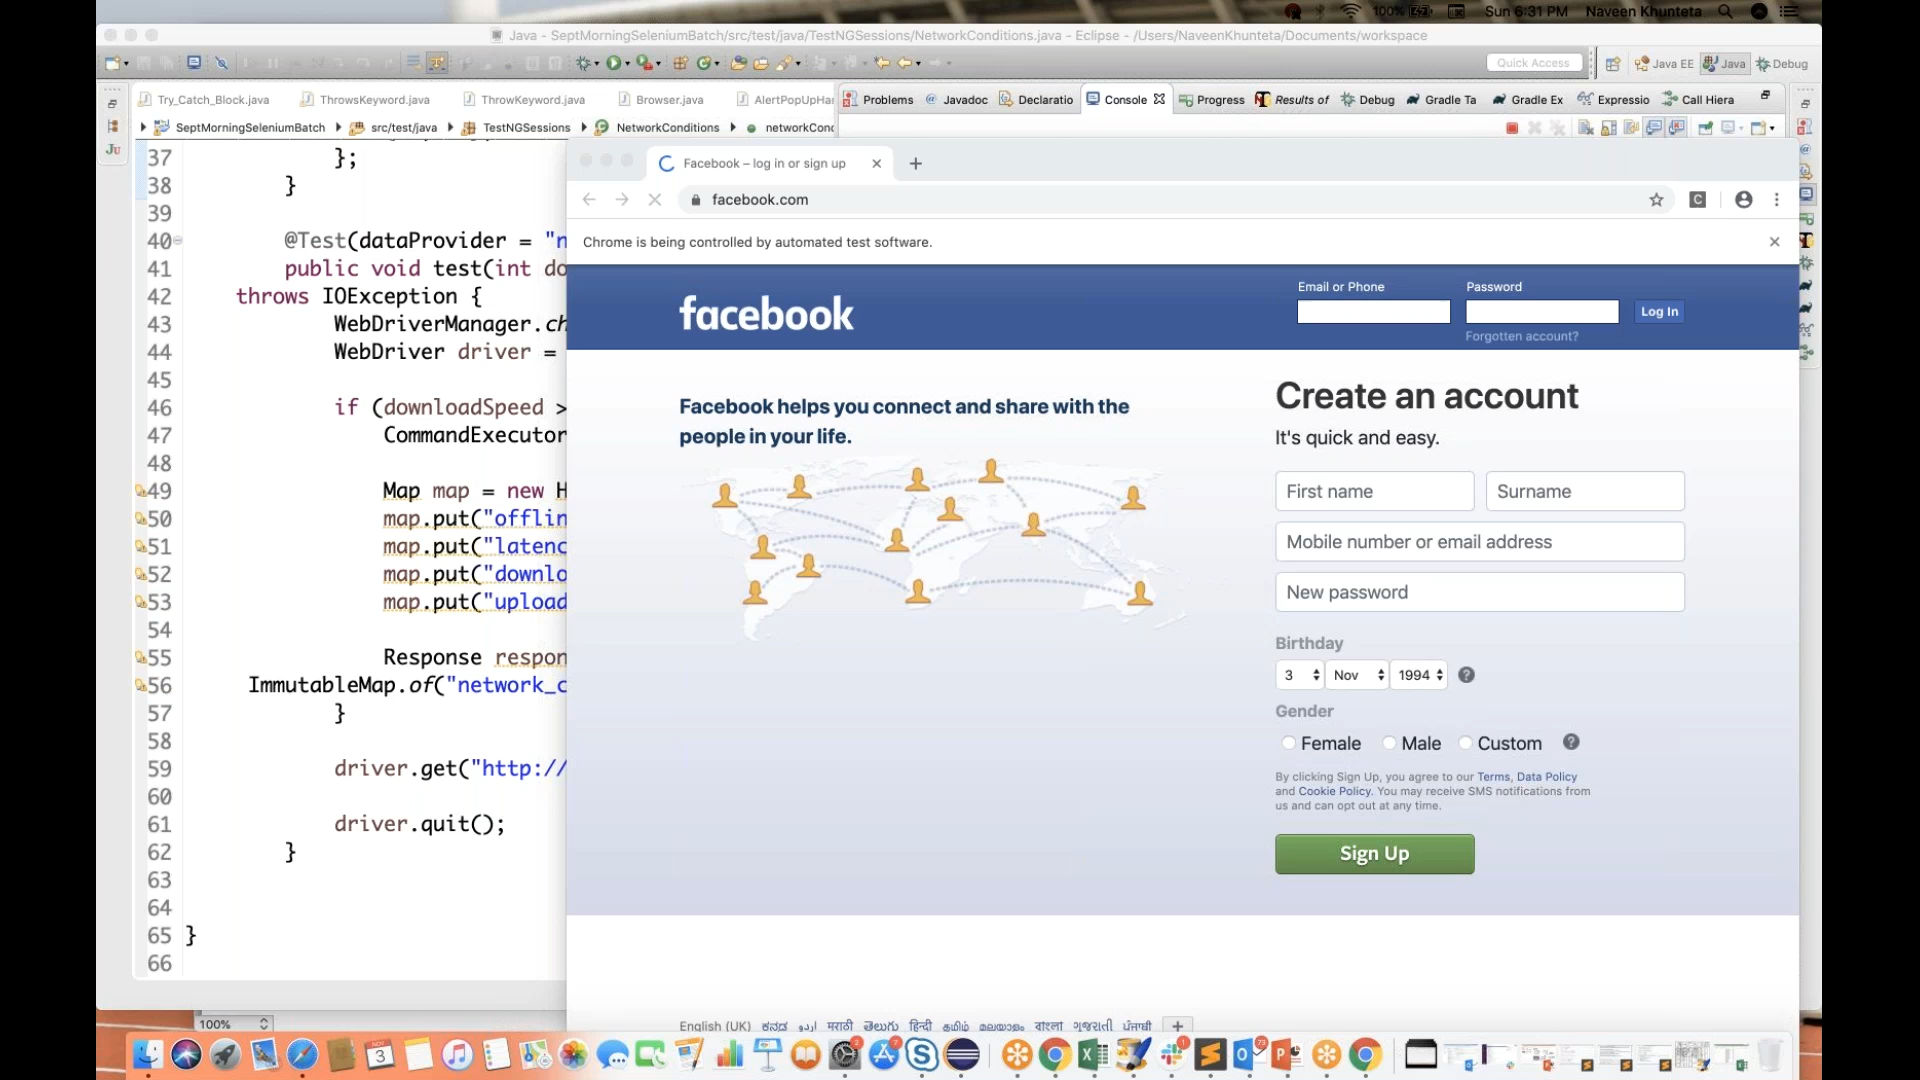 100%
Sun 6:31 PM Naveen Khunteta
Java - SeptMorningSeleniumBatch/src/test/java/TestNGSessions/NetworkConditions.java - Eclipse - /Users/NaveenKhunteta/Documents/workspace
Quick Access
Java EE
Java
Debug
Try_Catch_Block.java
ThrowsKeyword.java
ThrowKeyword.java
Browser.java
AlertPopUpHa
Problems
Javadoc
Declaratio
Console
Progress
Results of
Debug
Gradle Ta
Gradle Ex
Expressio
Call Hiera
SeptMorningSeleniumBatch
src/test/java
TestNGSessions
NetworkConditions
networkCon
37 };
38 }
39
40 @Test(dataProvider = "n
41 public void test(int do
42 throws IOException {
43 WebDriverManager.ch
44 WebDriver driver =
45
46 if (downloadSpeed >
47 CommandExecutor
48
49 Map map = new H
50 map.put("offlin
51 map.put("latenc
52 map.put("downlo
53 map.put("upload
54
55 Response respon
56 ImmutableMap.of("network_c
57 }
58
59 driver.get("http://
60
61 driver.quit();
62 }
63
64
65 }
66
100%
Facebook – log in or sign up
facebook.com
Chrome is being controlled by automated test software.
facebook
Email or Phone
Password
Log In
Forgotten account?
Facebook helps you connect and share with the
people in your life.
Create an account
It's quick and easy.
First name
Surname
Mobile number or email address
New password
Birthday
3 Nov 1994
Gender
Female Male Custom
By clicking Sign Up, you agree to our Terms, Data Policy
and Cookie Policy. You may receive SMS notifications from
us and can opt out at any time.
Sign Up
English (UK) ಕನ್ನಡ اردو मराठी తెలుగు हिन्दी தமிழ் മലയാളം বাংলা ગુજરાતી ਪੰਜਾਬੀ
NOV
3